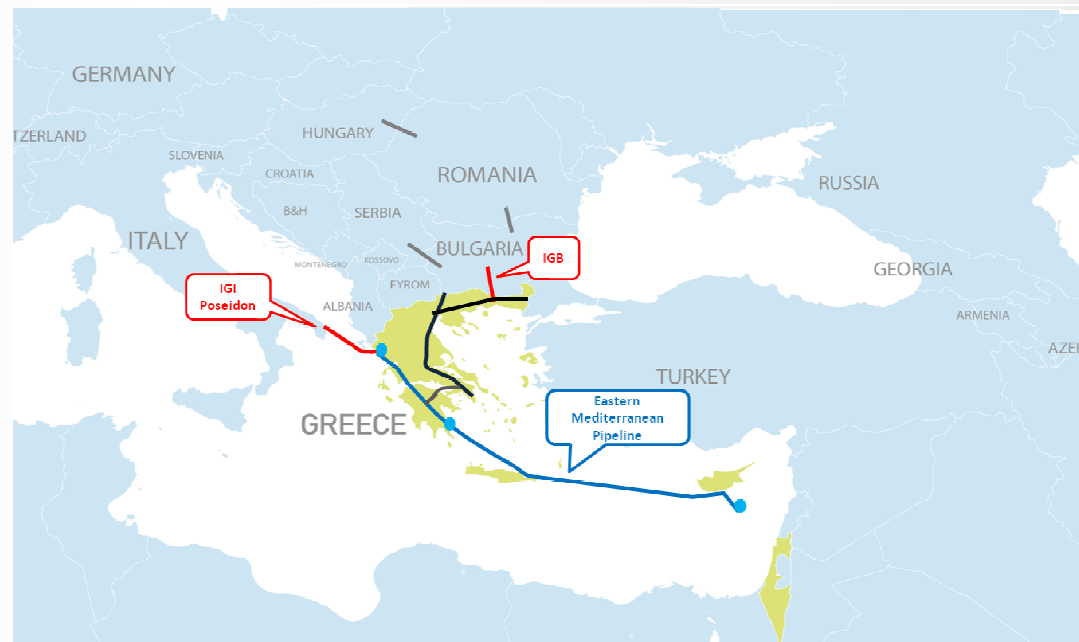 GERMANY
TZERLAND
HUNGARY
SLOVENIA
CROATIA
ROMANIA
RUSSIA
B&H
SERBIA
ITALY
BULGARIA
IGB
MONTENEGRO
KOSSOVO
GEORGIA
FYROM
IGI
Poseidon
ALBANIA
ARMENIA
AZE
TURKEY
Eastern
Mediterranean
Pipeline
GREECE